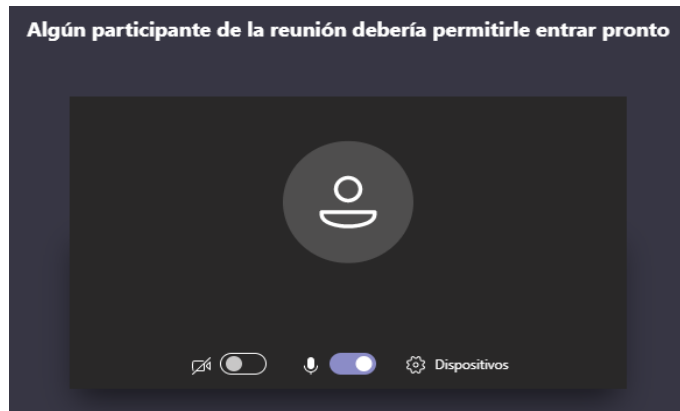 Algún participante de la reunión debería permitirle entrar pronto
Dispositivos